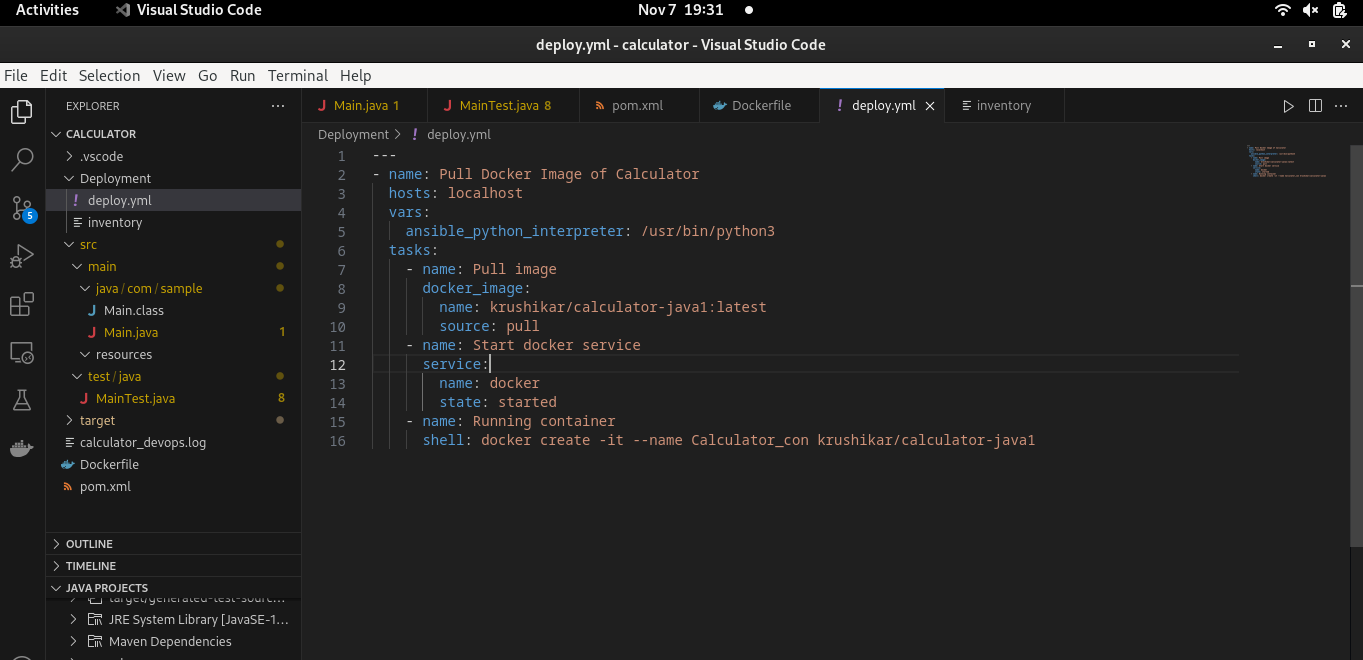 Activities Visual Studio Code Nov 7 19:31
deploy.yml - calculator - Visual Studio Code
File Edit Selection View Go Run Terminal Help
EXPLORER
Main.java 1 MainTest.java 8 pom.xml Dockerfile ! deploy.yml inventory
CALCULATOR
.vscode
Deployment
! deploy.yml
inventory
src
main
java / com / sample
Main.class
Main.java 1
resources
test / java
MainTest.java 8
target
calculator_devops.log
Dockerfile
pom.xml
OUTLINE
TIMELINE
JAVA PROJECTS
target/generated-test-sourc...
JRE System Library [JavaSE-1...
Maven Dependencies
5
Deployment > ! deploy.yml
1 ---
2 - name: Pull Docker Image of Calculator
3 hosts: localhost
4 vars:
5 ansible_python_interpreter: /usr/bin/python3
6 tasks:
7 - name: Pull image
8 docker_image:
9 name: krushikar/calculator-java1:latest
10 source: pull
11 - name: Start docker service
12 service:
13 name: docker
14 state: started
15 - name: Running container
16 shell: docker create -it --name Calculator_con krushikar/calculator-java1